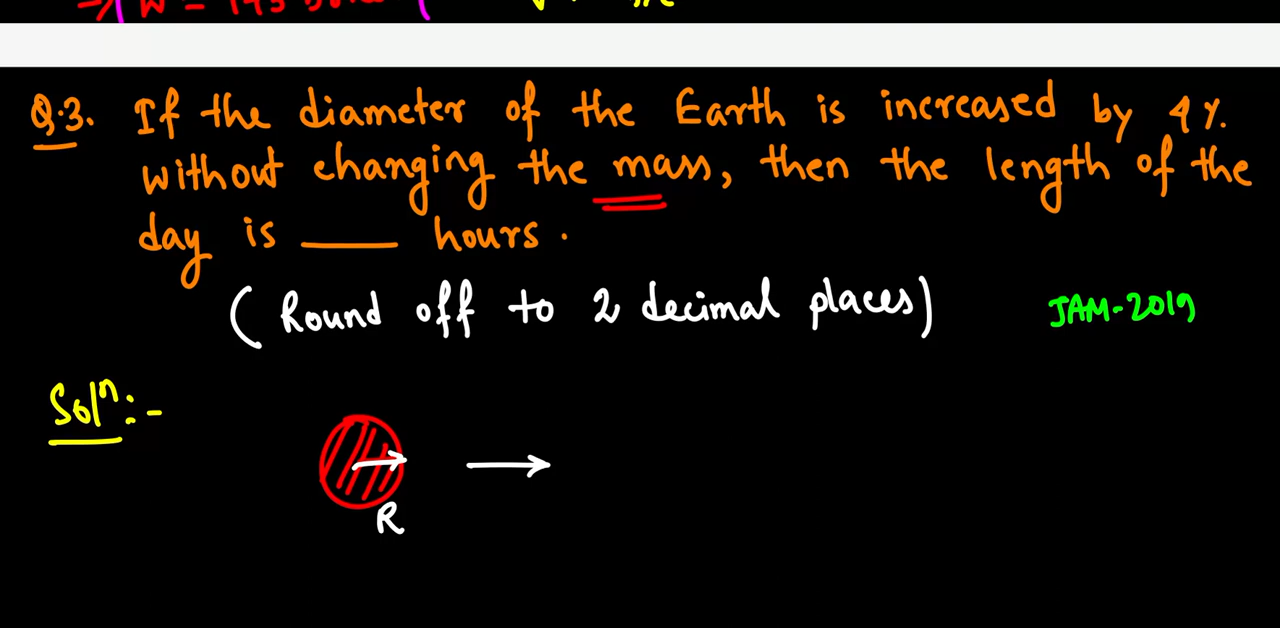 Q.3. If the diameter of the Earth is increased by 4%.
without changing the mass, then the length of the
day is ____ hours.
(Round off to 2 decimal places)
JAM-2019
Solⁿ:-
R